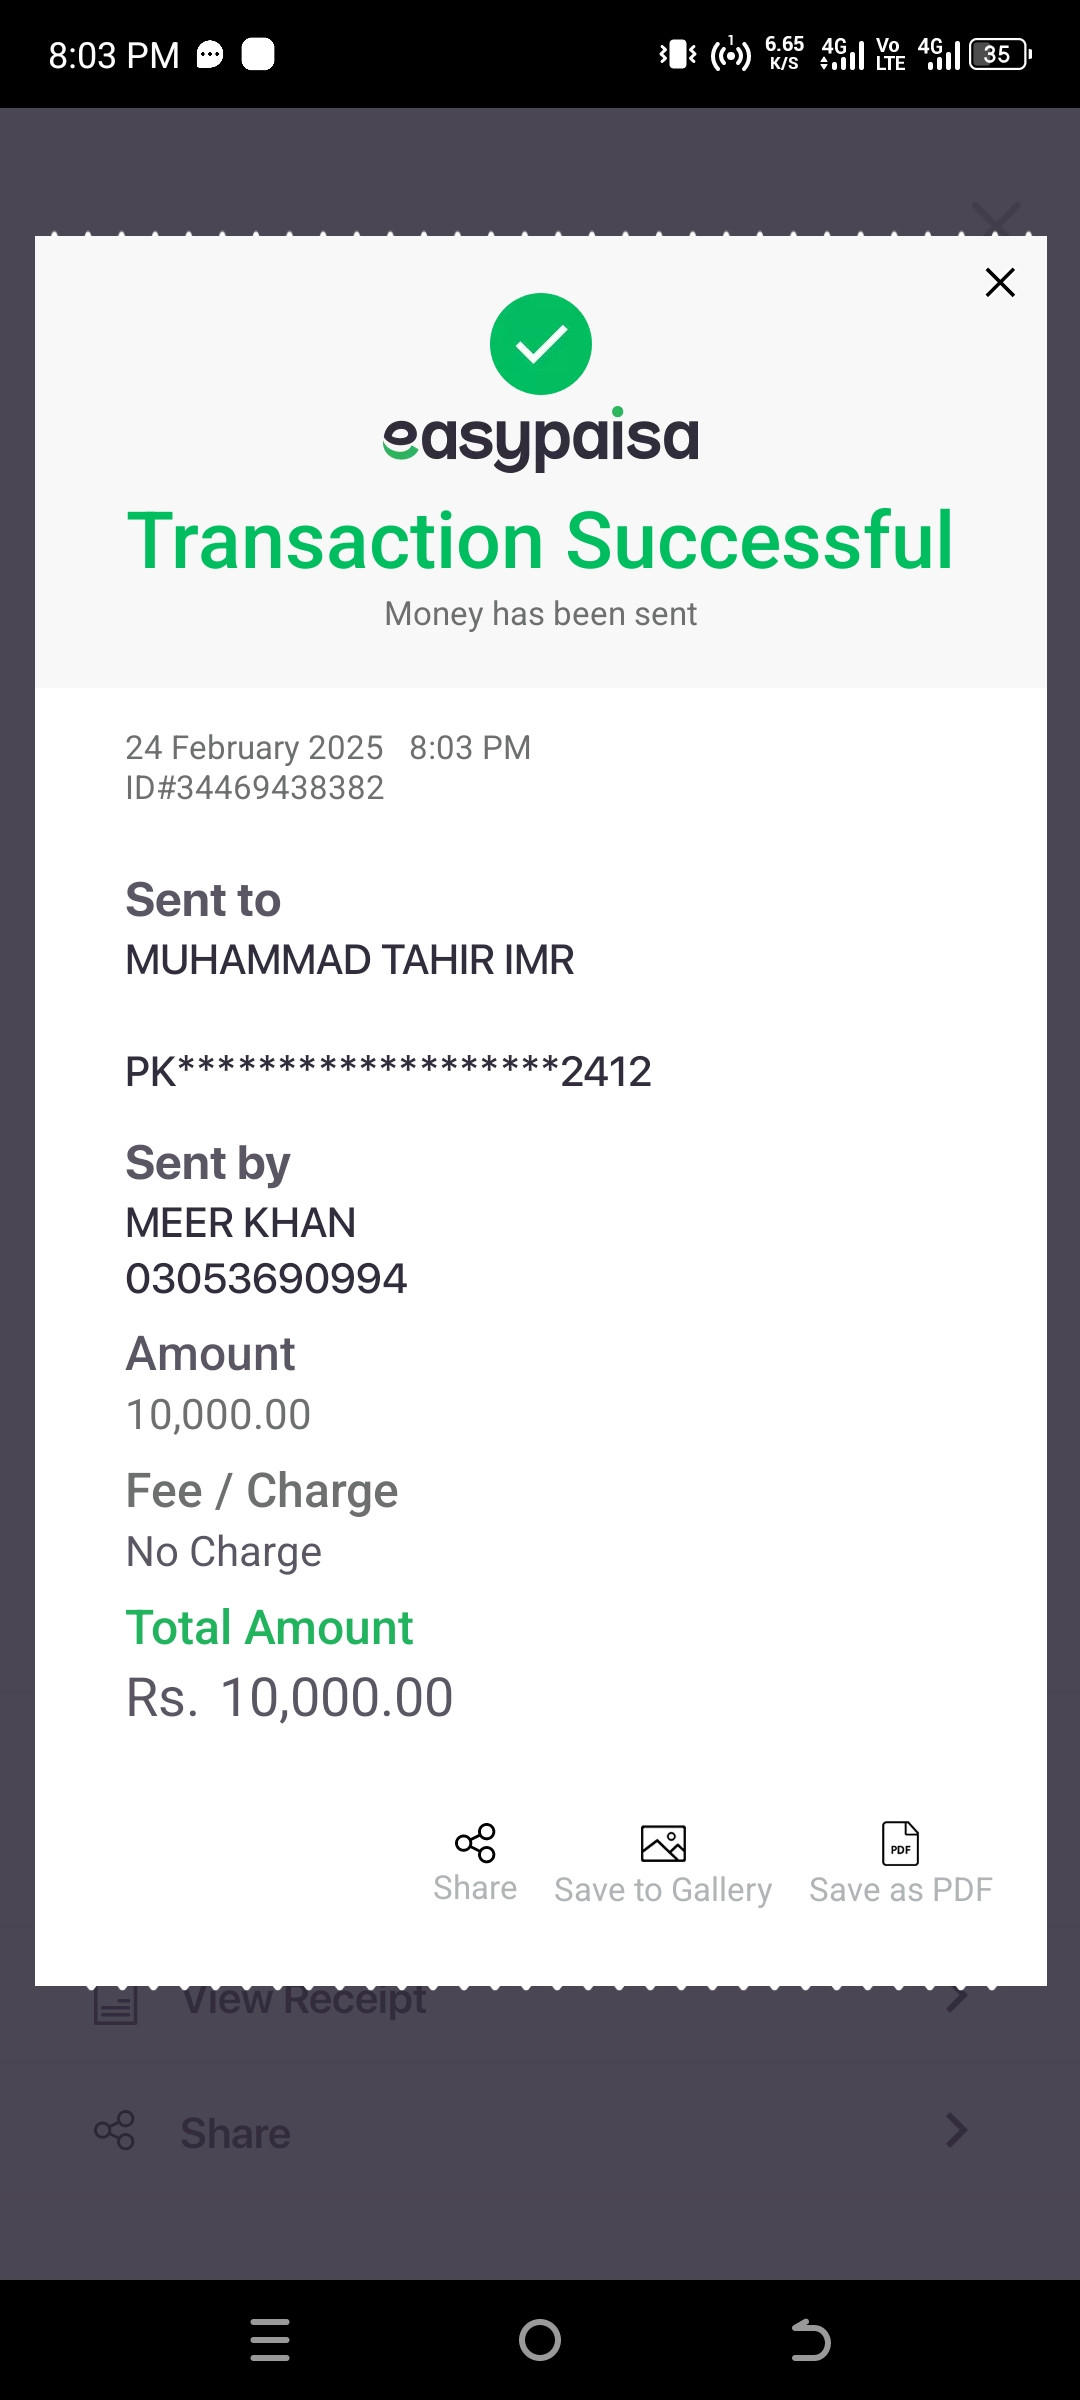 8:03 PM
1
6.65
K/S
4G
Vo
LTE
4G
35
easypaisa
Transaction Successful
Money has been sent
24 February 2025 8:03 PM
ID#34469438382
Sent to
MUHAMMAD TAHIR IMR
PK*******************2412
Sent by
MEER KHAN
03053690994
Amount
10,000.00
Fee / Charge
No Charge
Total Amount
Rs. 10,000.00
PDF
Share
Save to Gallery
Save as PDF
View Receipt
Share